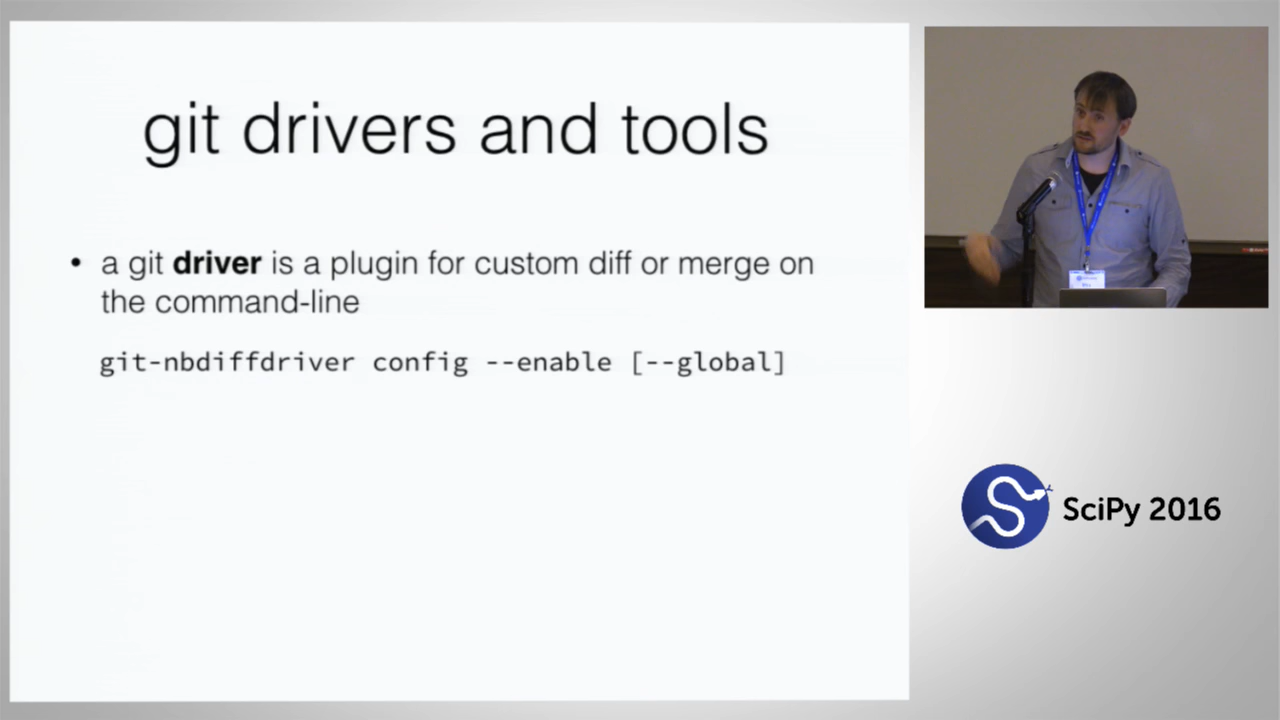 git drivers and tools
• a git driver is a plugin for custom diff or merge on
the command-line
git-nbdiffdriver config --enable [--global]
SciPy 2016